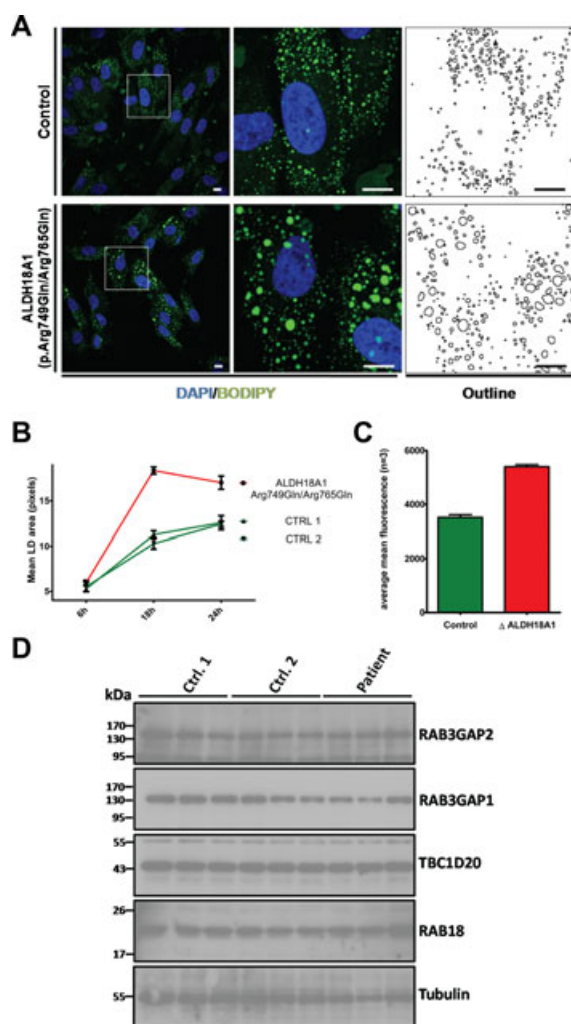 A
Control
ALDH18A1
(p.Arg749Gln/Arg765Gln)
DAPI/BODIPY
Outline
B
Mean LD area (pixels)
15
10
5
6h
18h
24h
ALDH18A1
Arg749Gln/Arg765Gln
CTRL 1
CTRL 2
C
average mean fluorescence (n=3)
6000
4000
2000
0
Control
Δ ALDH18A1
D
kDa
Ctrl. 1
Ctrl. 2
Patient
170
130
95
RAB3GAP2
170
130
95
RAB3GAP1
55
43
TBC1D20
26
17
RAB18
55
Tubulin